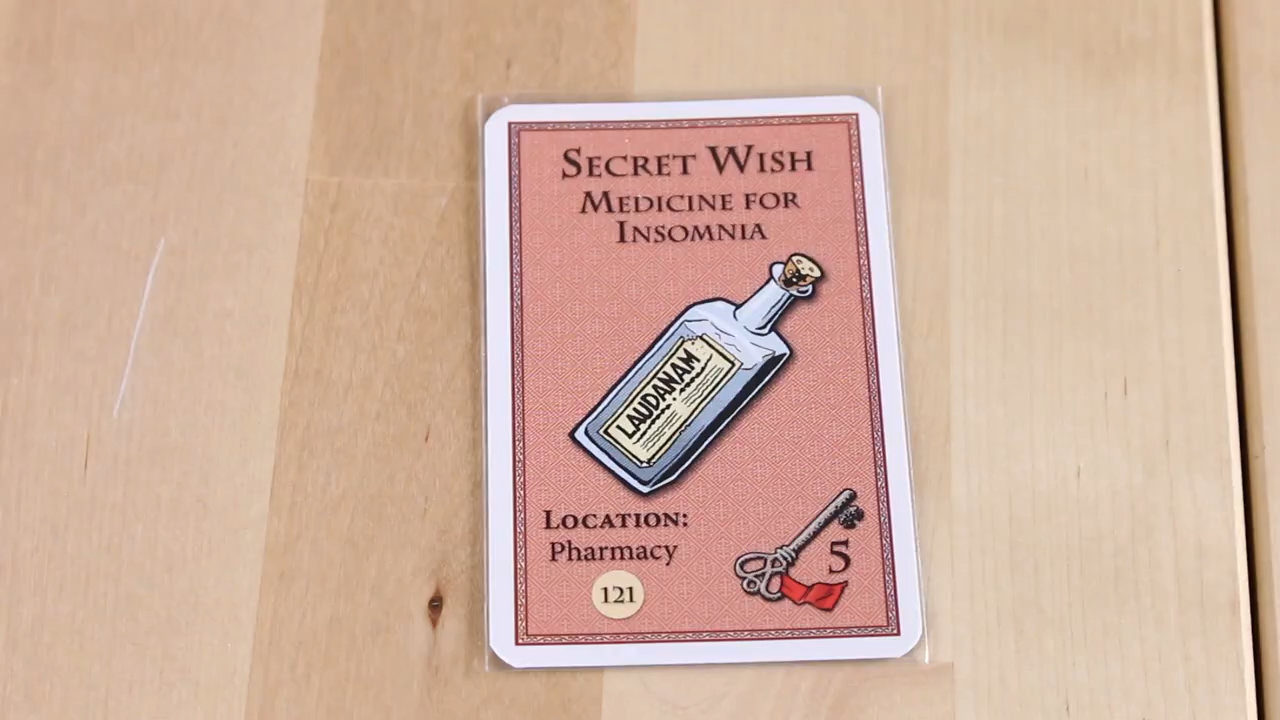 SECRET WISH
MEDICINE FOR
INSOMNIA
LAUDANAM
LOCATION:
Pharmacy
121
5